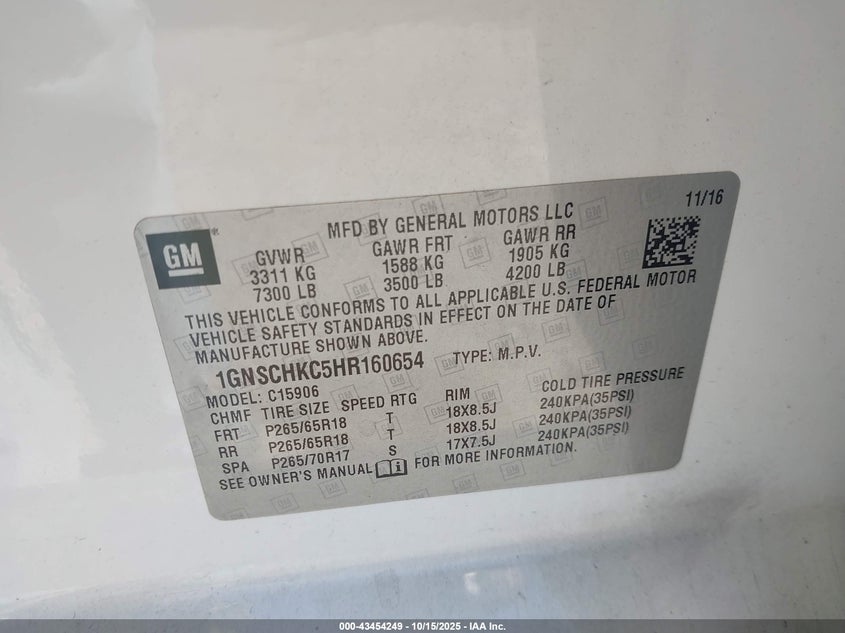 GM
11/16
MFD BY GENERAL MOTORS LLC
GVWR GAWR FRT GAWR RR
3311 KG 1588 KG 1905 KG
7300 LB 3500 LB 4200 LB
THIS VEHICLE CONFORMS TO ALL APPLICABLE U.S. FEDERAL MOTOR
VEHICLE SAFETY STANDARDS IN EFFECT ON THE DATE OF
MANUFACTURE SHOWN ABOVE.
1GNSCHKC5HR160654 TYPE: M.P.V.
MODEL: C15906
CHMF TIRE SIZE SPEED RTG RIM COLD TIRE PRESSURE
FRT P265/65R18 T 18X8.5J 240KPA(35PSI)
RR P265/65R18 T 18X8.5J 240KPA(35PSI)
SPA P265/70R17 S 17X7.5J 240KPA(35PSI)
SEE OWNER'S MANUAL FOR MORE INFORMATION.
000-43454249 - 10/15/2025 - IAA Inc.